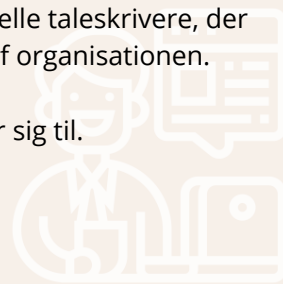 elle taleskrivere, der
f organisationen.
r sig til.